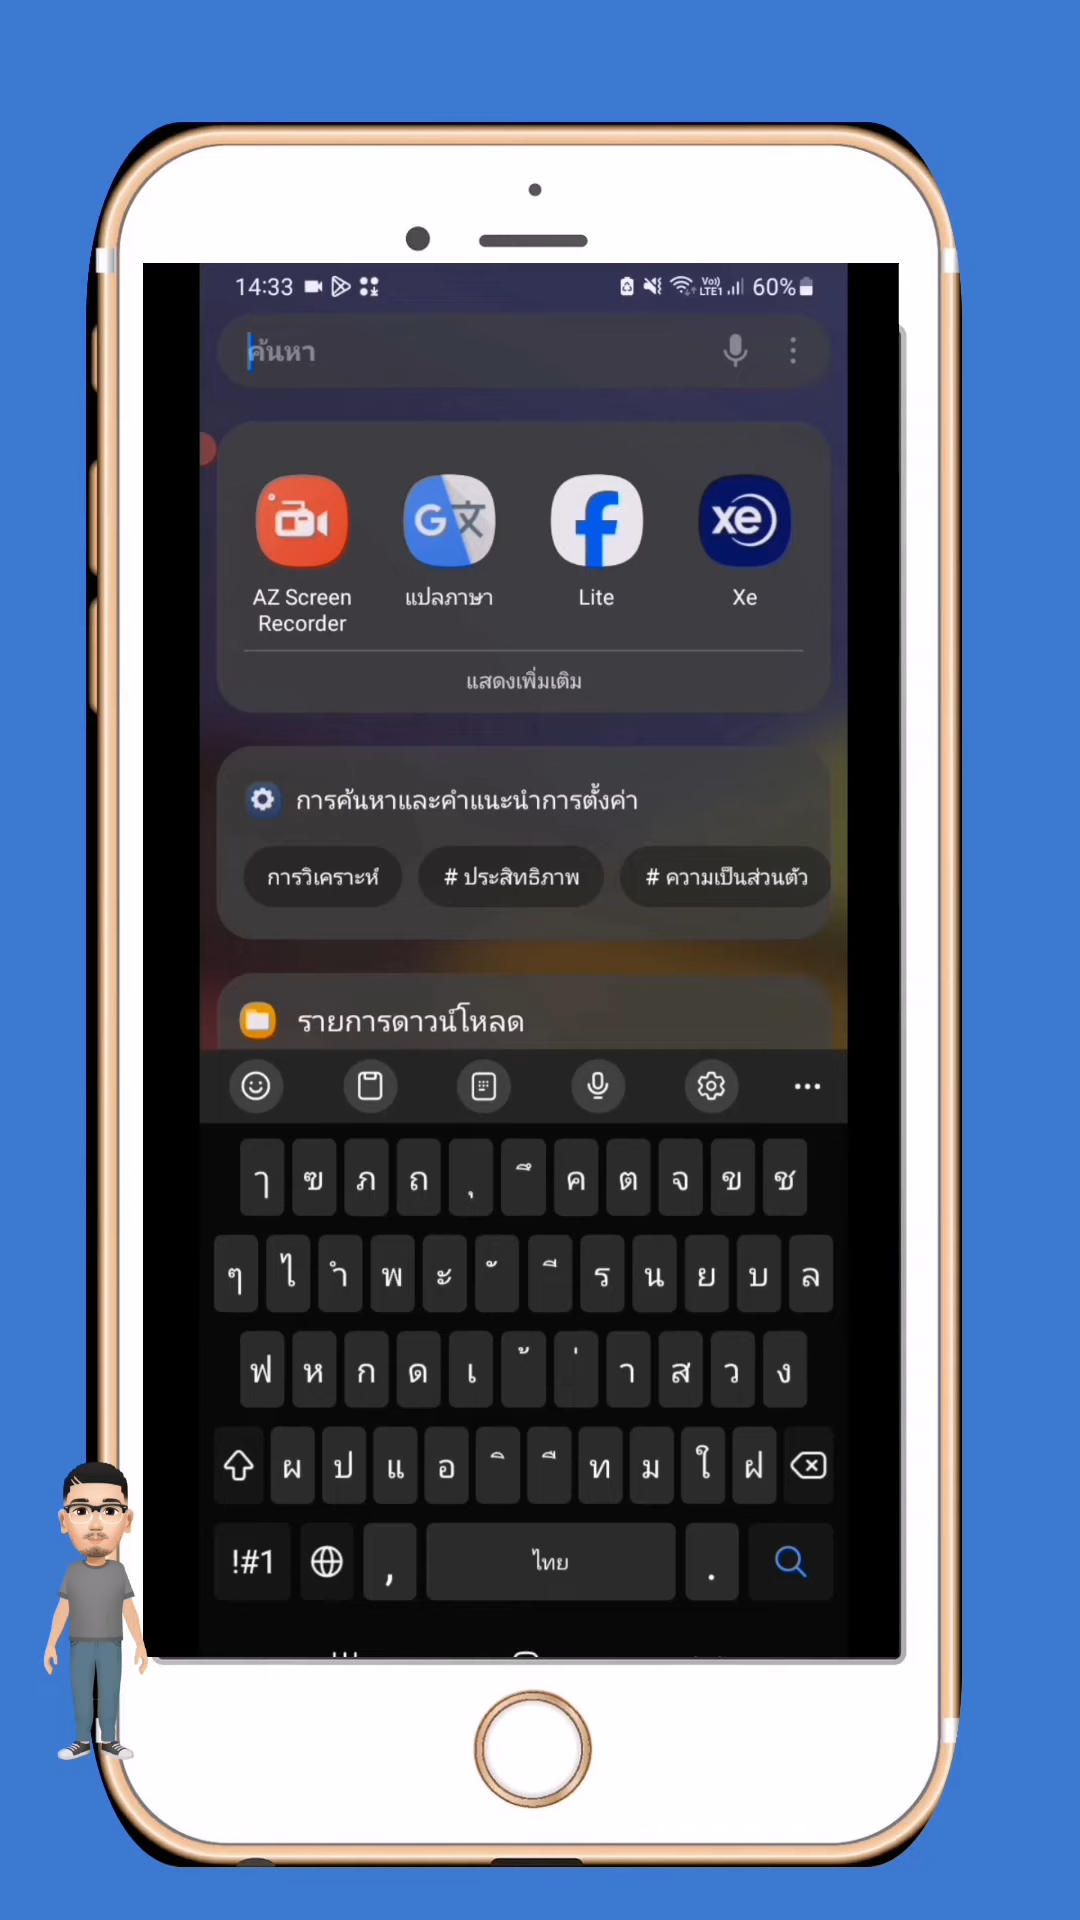 14:33 Vo) LTE1 60%
ค้นหา
AZ Screen Recorder
G文
แปลภาษา
f
Lite
xe
Xe
แสดงเพิ่มเติม
การค้นหาและคำแนะนำการตั้งค่า
การวิเคราะห์ # ประสิทธิภาพ # ความเป็นส่วนตัว
รายการดาวน์โหลด
ๅ ฃ ภ ถ ุ ึ ค ต จ ข ช
ๆ ไ ำ พ ะ ั ี ร น ย บ ล
ฟ ห ก ด เ ้ ่ า ส ว ง
ผ ป แ อ ิ ื ท ม ใ ฝ
!#1 , ไทย .